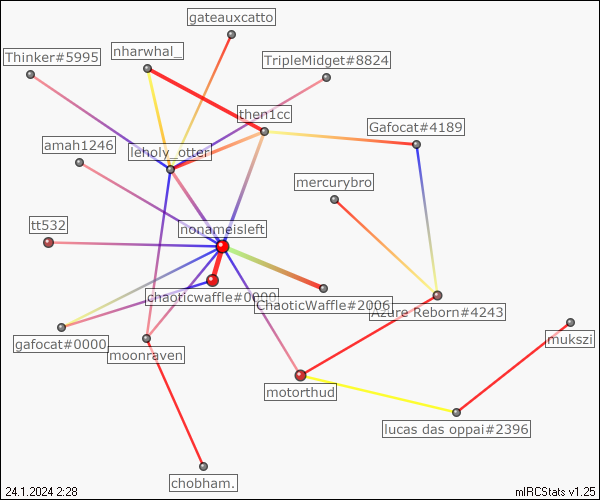 gateauxcatto
Thinker#5995
nharwhal_
TripleMidget#8824
then1cc
Gafocat#4189
amah1246
leholy_otter
mercurybro
tt532
nonameisleft
chaoticwaffle#0000
ChaoticWaffle#2006
Azure Reborn#4243
gafocat#0000
moonraven
mukszi
motorthud
lucas das oppai#2396
chobham.
24.1.2024 2:28
mIRCStats v1.25